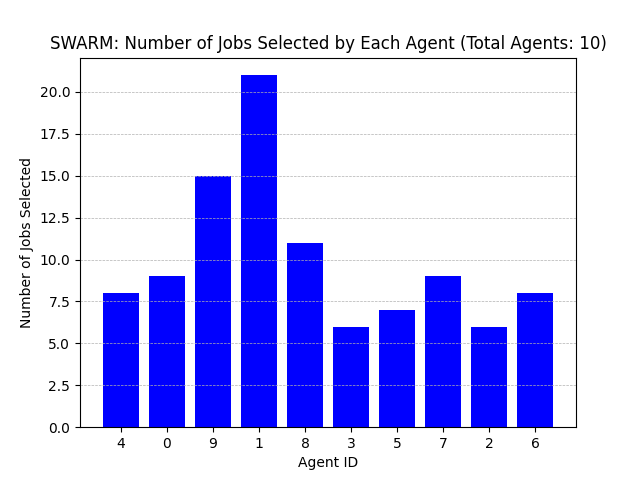 SWARM: Number of Jobs Selected by Each Agent (Total Agents: 10)
Number of Jobs Selected
20.0
17.5
15.0
12.5
10.0
7.5
5.0
2.5
0.0
4 0 9 1 8 3 5 7 2 6
Agent ID